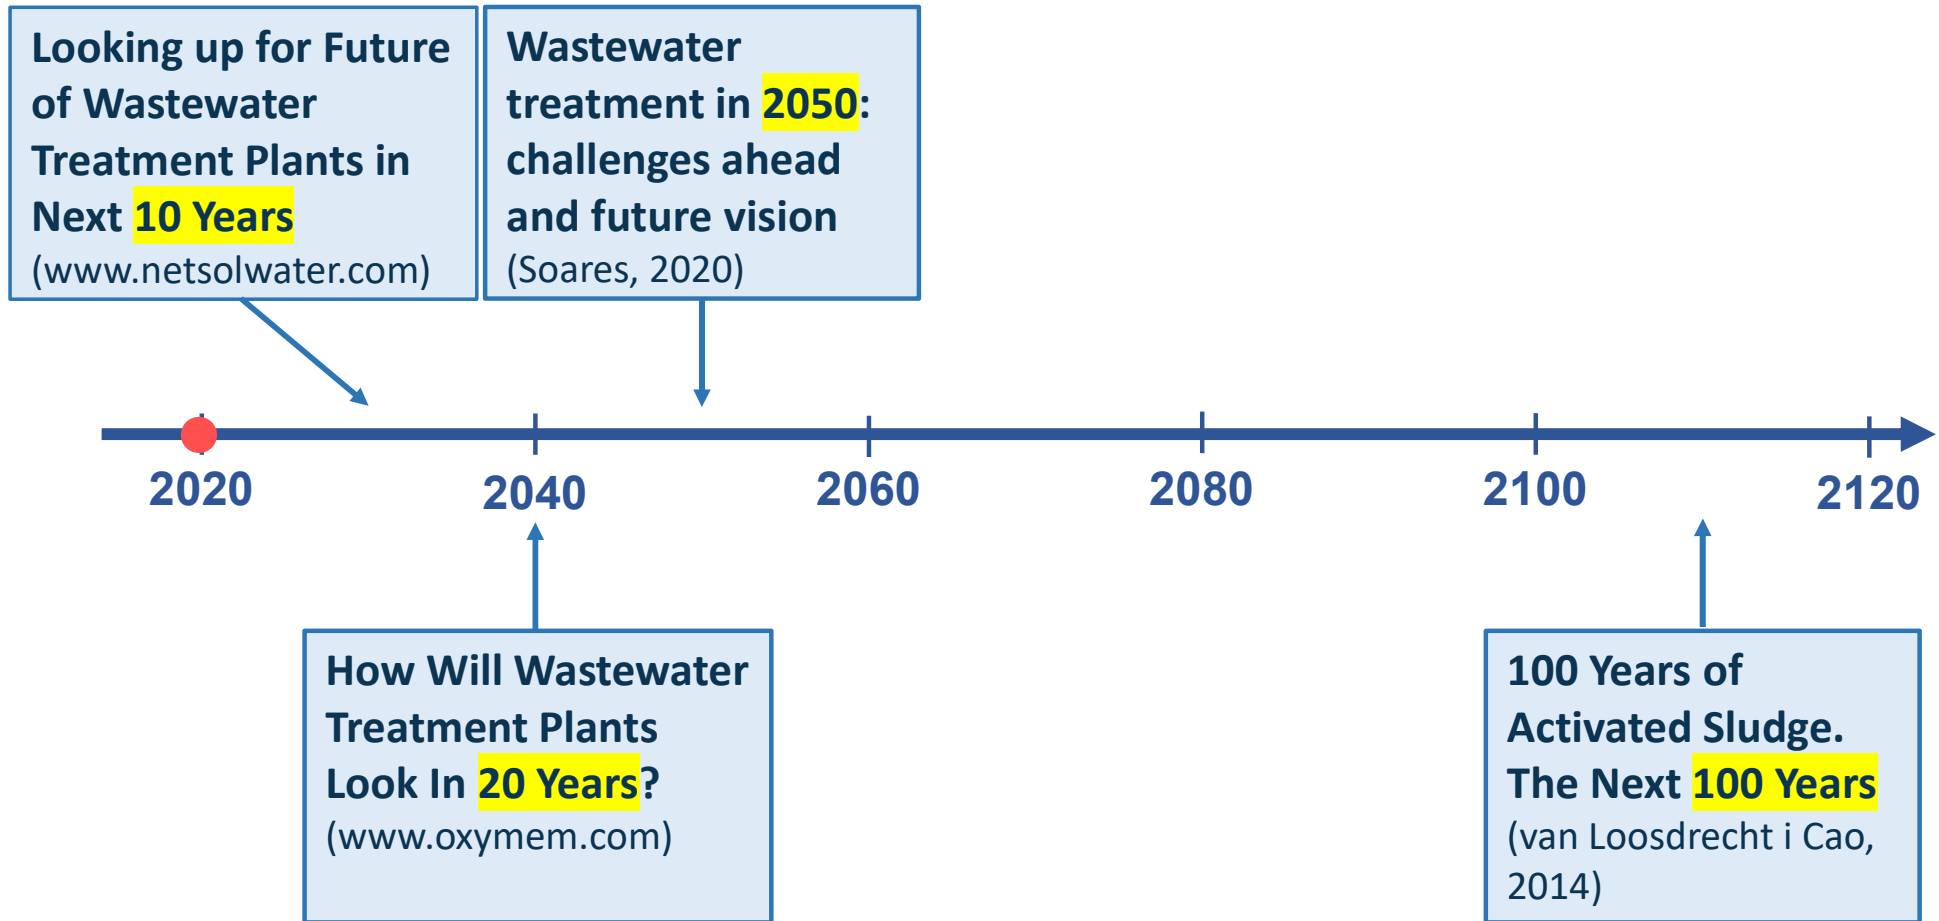 Looking up for Future
of Wastewater
Treatment Plants in
Next 10 Years
(www.netsolwater.com)
Wastewater
treatment in 2050:
challenges ahead
and future vision
(Soares, 2020)
2020
2040
2060
2080
2100
2120
How Will Wastewater
Treatment Plants
Look In 20 Years?
(www.oxymem.com)
100 Years of
Activated Sludge.
The Next 100 Years
(van Loosdrecht i Cao,
2014)